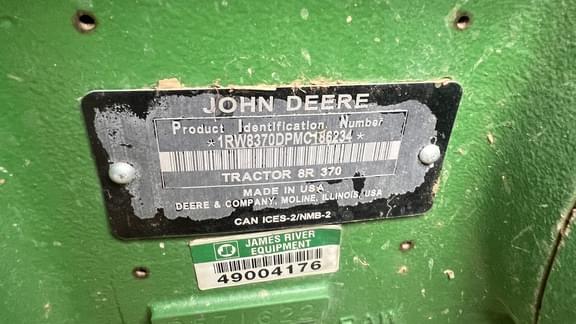 JOHN DEERE
Product Identification Number
*1RW8370DPMC186234*
TRACTOR 8R 370
MADE IN USA
DEERE & COMPANY, MOLINE, ILLINOIS, USA
CAN ICES-2/NMB-2
JAMES RIVER
EQUIPMENT
49004176